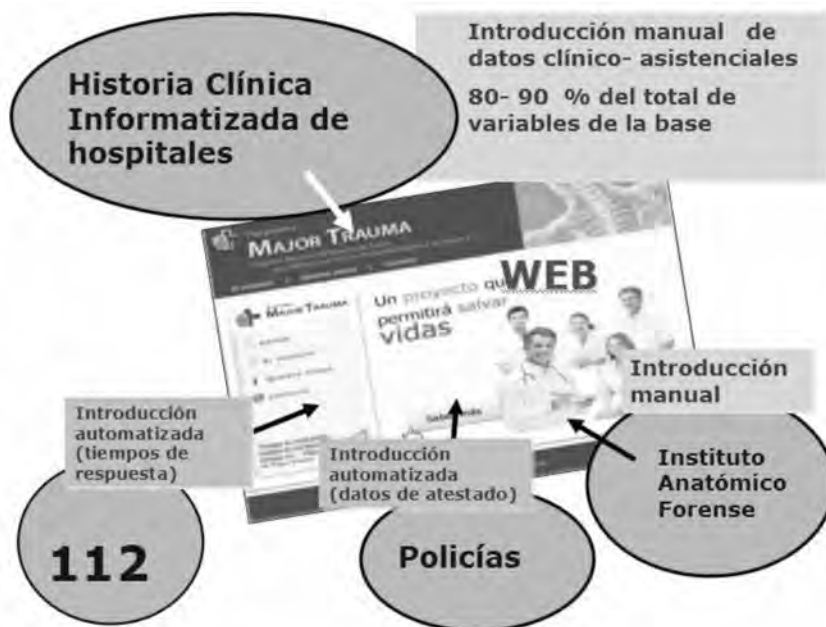 Historia Clínica
Informatizada de
hospitales
Introducción manual de
datos clínico- asistenciales
80- 90 % del total de
variables de la base
MAJOR TRAUMA
WEB
MAJOR TRAUMA
Un proyecto que
permitirá salvar
vidas
Introducción
manual
Introducción
automatizada
(tiempos de
respuesta)
Introducción
automatizada
(datos de atestado)
Instituto
Anatómico
Forense
112
Policías